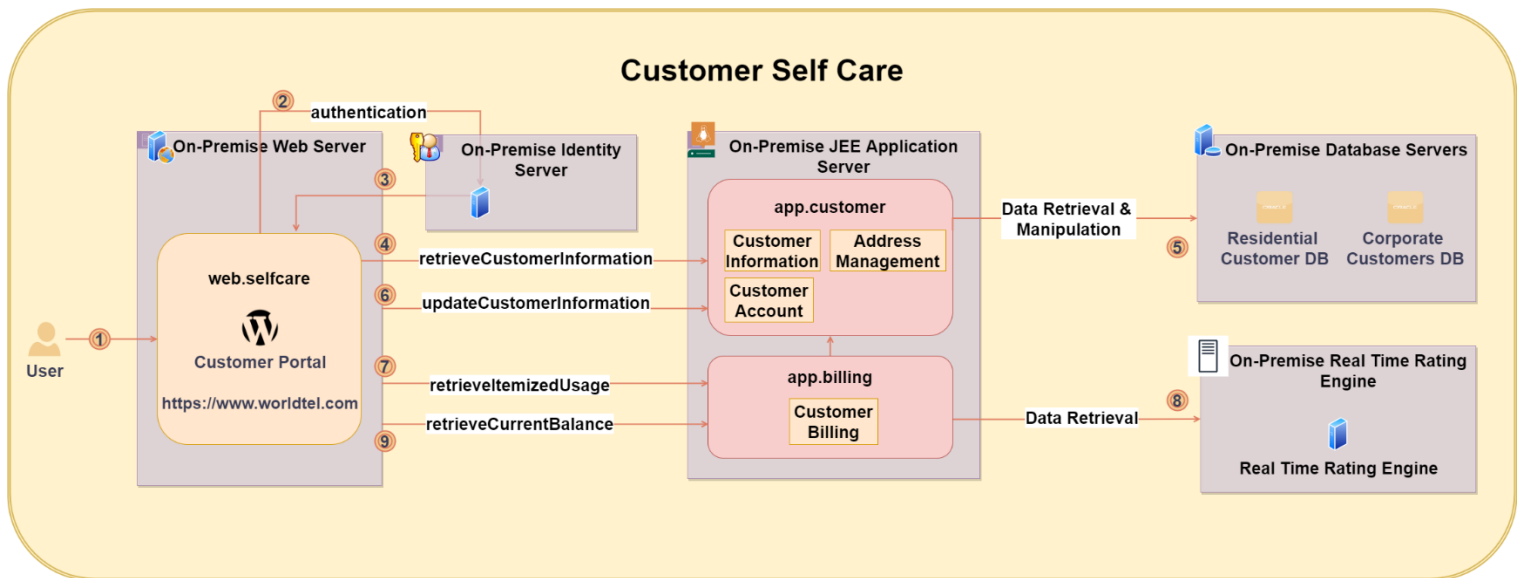 Customer Self Care
2
authentication
On-Premise Web Server
On-Premise Identity
Server
3
On-Premise JEE Application
Server
On-Premise Database Servers
app.customer
Customer
Information
Address
Management
Customer
Account
Data Retrieval &
Manipulation
5
Residential
Customer DB
Corporate
Customers DB
4
retrieveCustomerInformation
6
updateCustomerInformation
web.selfcare
Customer Portal
https://www.worldtel.com
1
User
7
retrieveItemizedUsage
9
retrieveCurrentBalance
app.billing
Customer
Billing
Data Retrieval
8
On-Premise Real Time Rating
Engine
Real Time Rating Engine